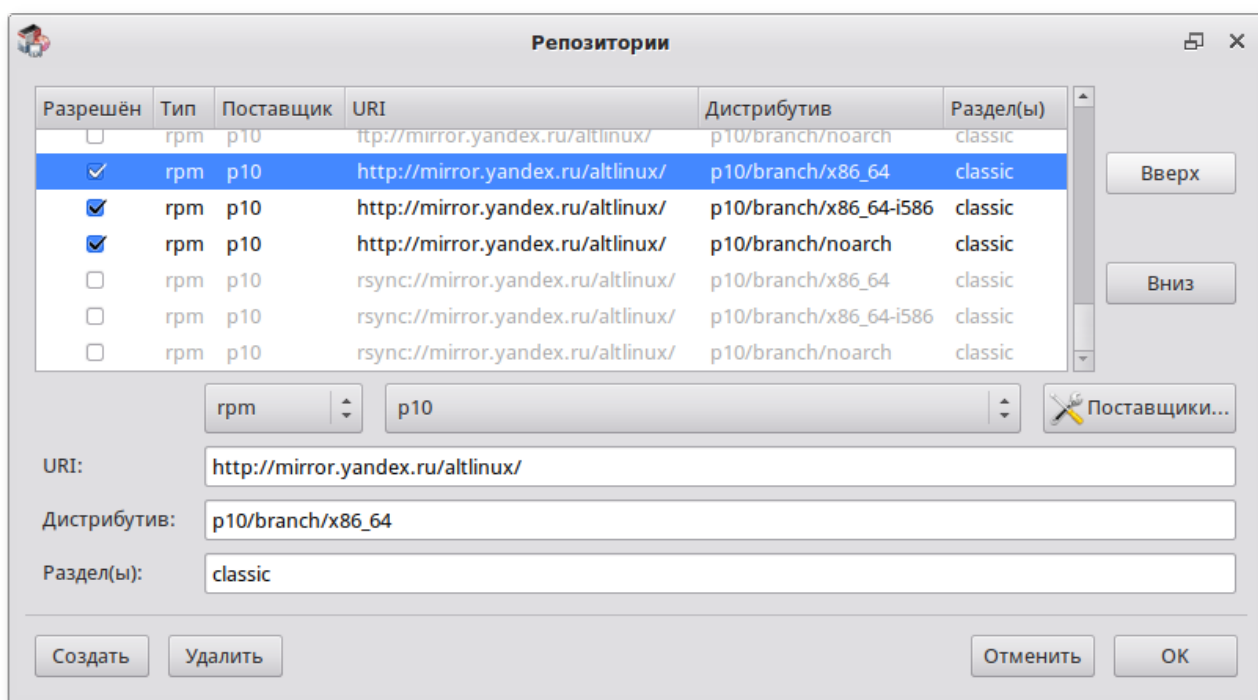 Репозитории
Разрешён Тип Поставщик URI Дистрибутив Раздел(ы)
rpm p10 ftp://mirror.yandex.ru/altlinux/ p10/branch/noarch classic
rpm p10 http://mirror.yandex.ru/altlinux/ p10/branch/x86_64 classic
Вверх
rpm p10 http://mirror.yandex.ru/altlinux/ p10/branch/x86_64-i586 classic
rpm p10 http://mirror.yandex.ru/altlinux/ p10/branch/noarch classic
rsync://mirror.yandex.ru/altlinux/ p10/branch/x86_64 classic
Вниз
rpm p10 rsync://mirror.yandex.ru/altlinux/ p10/branch/x86_64-i586 classic
rpm p10 rsync://mirror.yandex.ru/altlinux/ p10/branch/noarch classic
rpm p10 Поставщики...
URI: http://mirror.yandex.ru/altlinux/
Дистрибутив: p10/branch/x86_64
Раздел(ы): classic
Создать Удалить Отменить OK